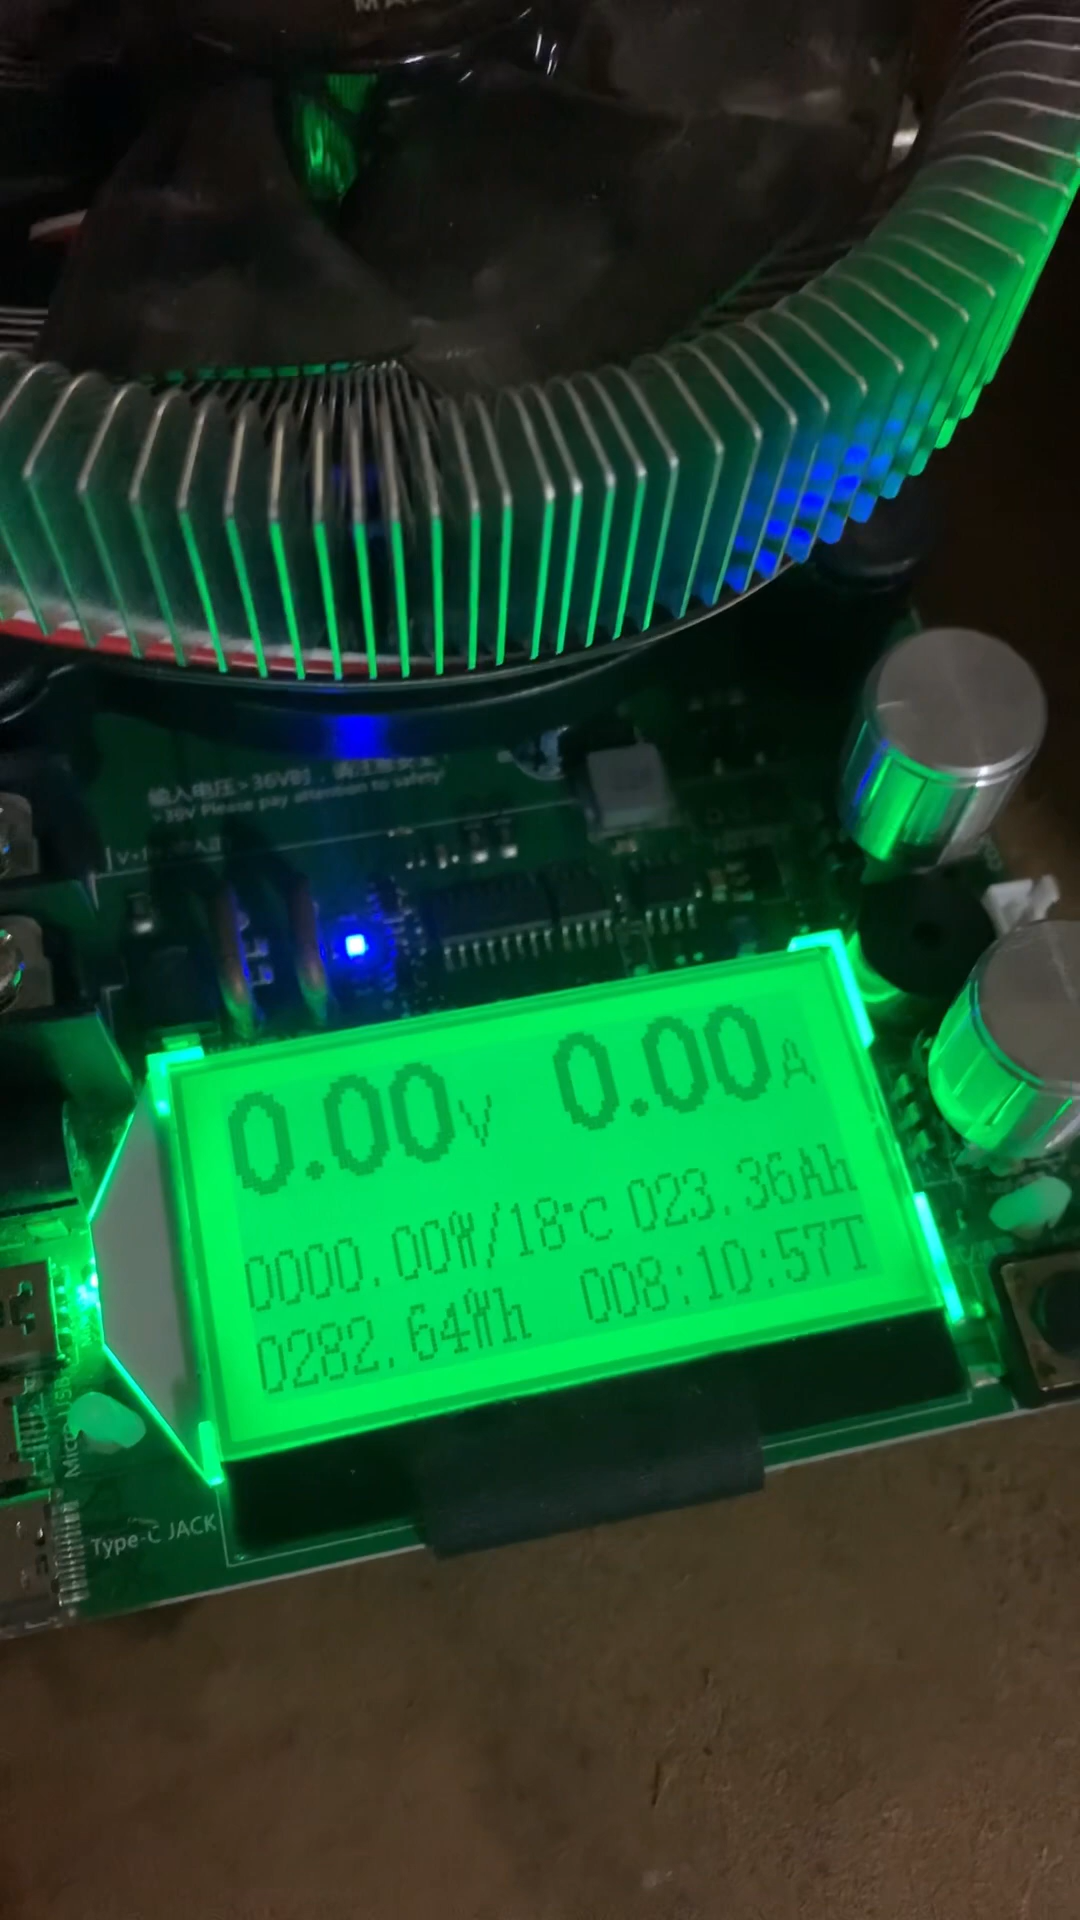 输入电压>36V时，请注意安全
>36V Please pay attention to safety!
0.00V 0.00A
0000.00W/18°C 023.36Ah
0282.64Wh 008:10:57T
Micro USB
Type-C JACK